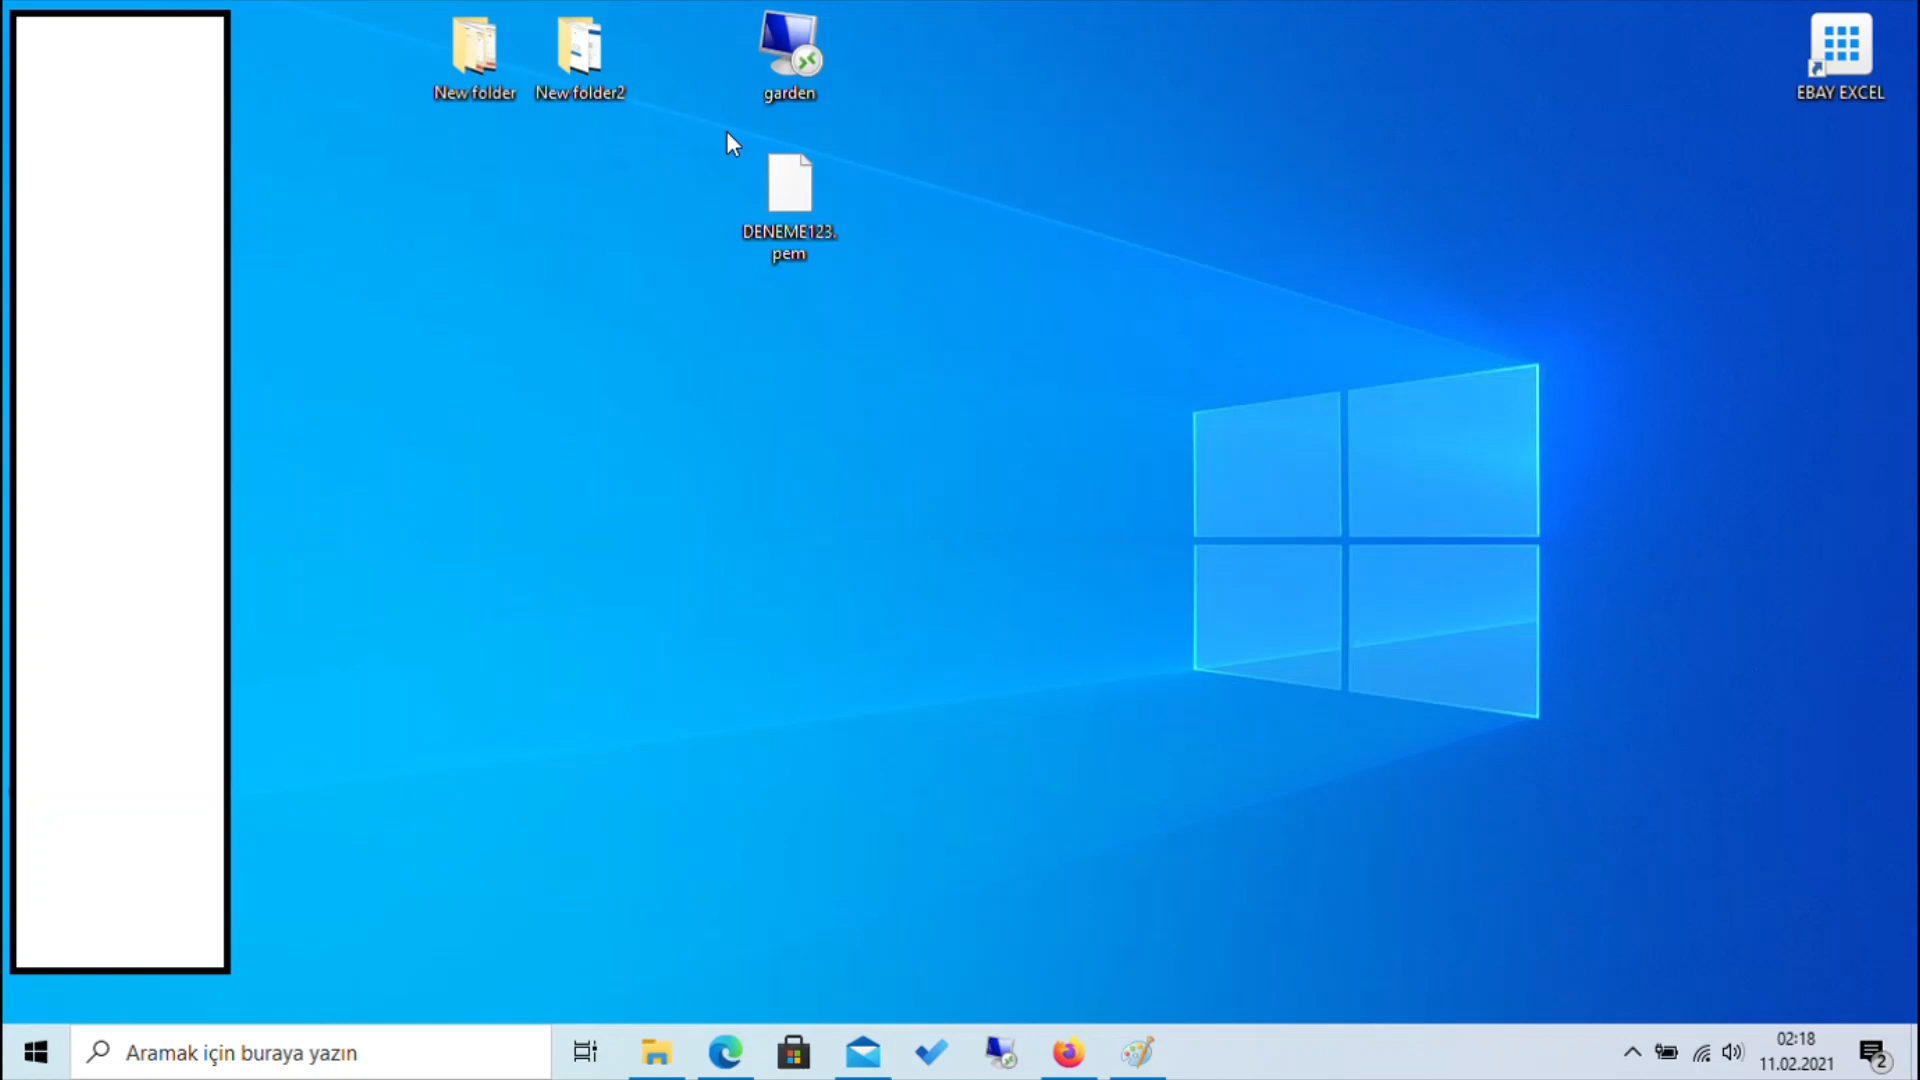 New folder
New folder2
garden
EBAY EXCEL
DENEME123.
pem
Aramak için buraya yazın
02:18
11.02.2021
2